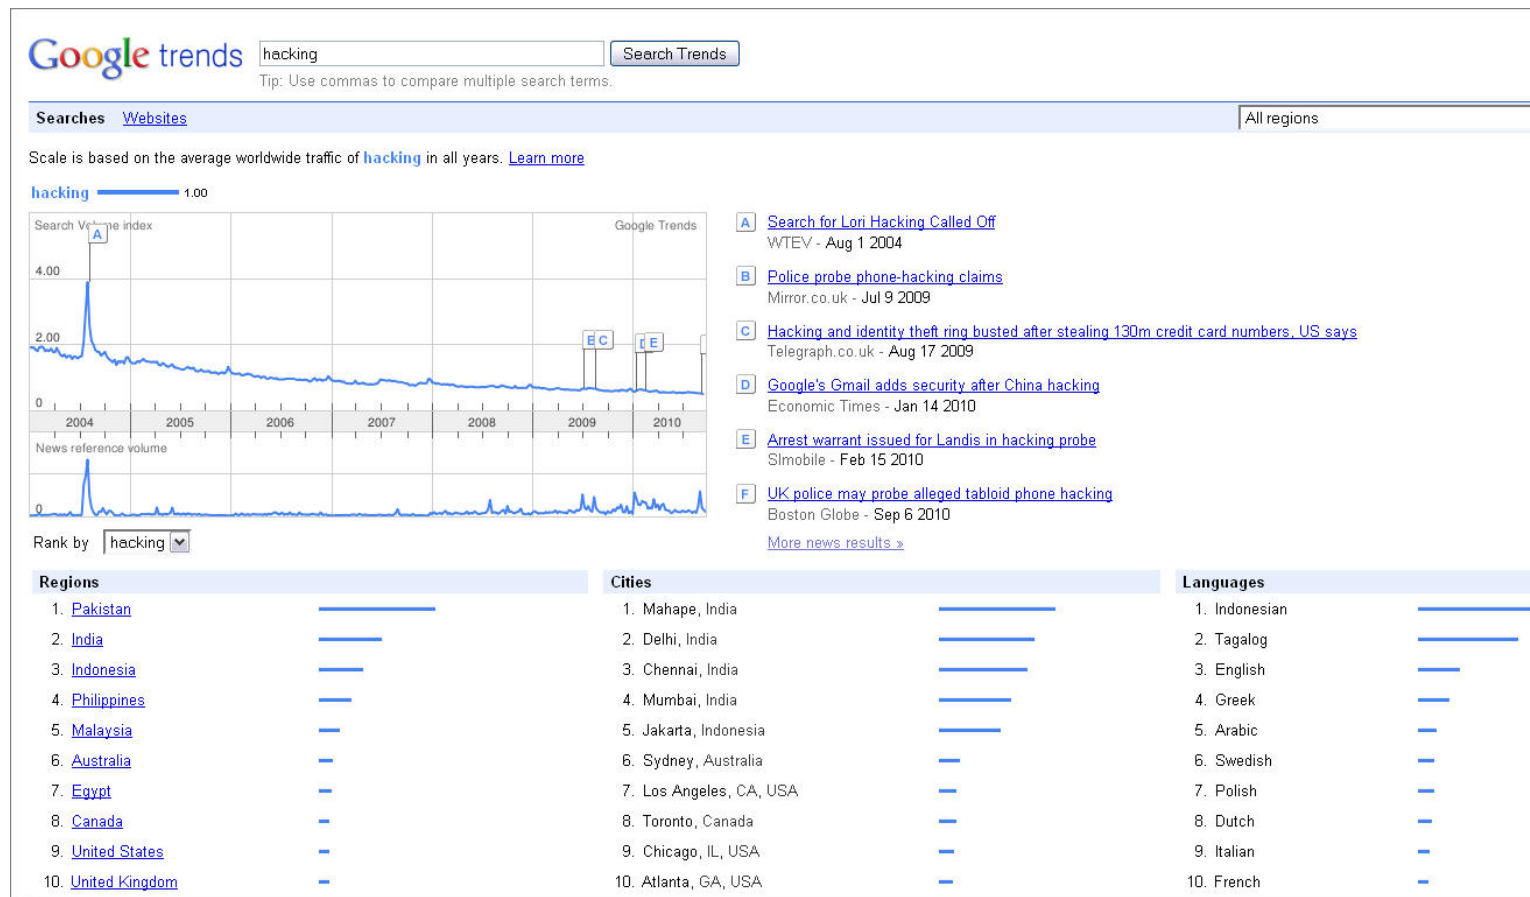 Google trends
hacking
Search Trends
Tip: Use commas to compare multiple search terms.
Searches Websites
All regions
Scale is based on the average worldwide traffic of hacking in all years. Learn more
hacking 1.00
Search Volume index
Google Trends
A
4.00
2.00
B C
D E
0
2004 2005 2006 2007 2008 2009 2010
News reference volume
0
A Search for Lori Hacking Called Off
WTEV - Aug 1 2004
B Police probe phone-hacking claims
Mirror.co.uk - Jul 9 2009
C Hacking and identity theft ring busted after stealing 130m credit card numbers, US says
Telegraph.co.uk - Aug 17 2009
D Google's Gmail adds security after China hacking
Economic Times - Jan 14 2010
E Arrest warrant issued for Landis in hacking probe
SImobile - Feb 15 2010
F UK police may probe alleged tabloid phone hacking
Boston Globe - Sep 6 2010
More news results »
Rank by hacking
Regions
1. Pakistan
2. India
3. Indonesia
4. Philippines
5. Malaysia
6. Australia
7. Egypt
8. Canada
9. United States
10. United Kingdom
Cities
1. Mahape, India
2. Delhi, India
3. Chennai, India
4. Mumbai, India
5. Jakarta, Indonesia
6. Sydney, Australia
7. Los Angeles, CA, USA
8. Toronto, Canada
9. Chicago, IL, USA
10. Atlanta, GA, USA
Languages
1. Indonesian
2. Tagalog
3. English
4. Greek
5. Arabic
6. Swedish
7. Polish
8. Dutch
9. Italian
10. French